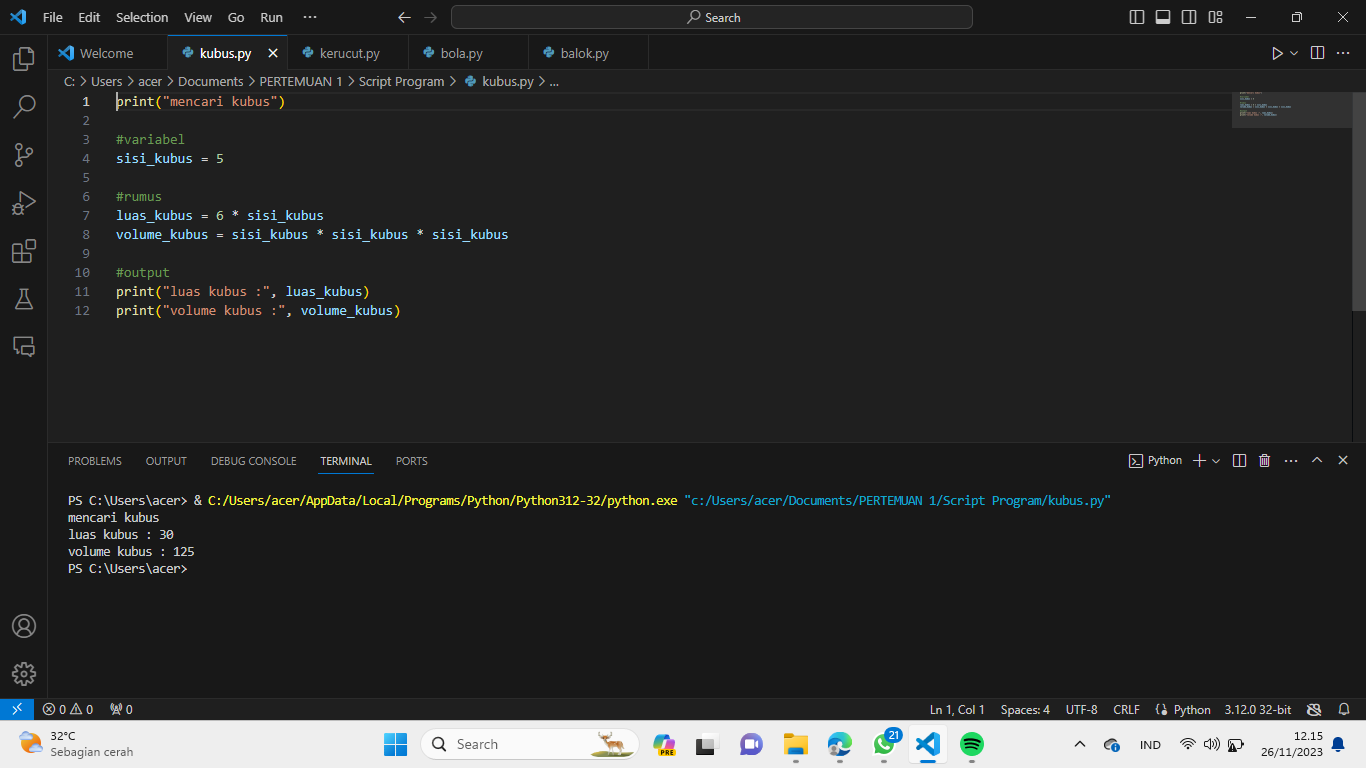 File Edit Selection View Go Run ... Search
Welcome kubus.py kerucut.py bola.py balok.py
C: > Users > acer > Documents > PERTEMUAN 1 > Script Program > kubus.py > ...
1 print("mencari kubus")
2
3 #variabel
4 sisi_kubus = 5
5
6 #rumus
7 luas_kubus = 6 * sisi_kubus
8 volume_kubus = sisi_kubus * sisi_kubus * sisi_kubus
9
10 #output
11 print("luas kubus :", luas_kubus)
12 print("volume kubus :", volume_kubus)
PROBLEMS OUTPUT DEBUG CONSOLE TERMINAL PORTS Python
PS C:\Users\acer> & C:/Users/acer/AppData/Local/Programs/Python/Python312-32/python.exe "c:/Users/acer/Documents/PERTEMUAN 1/Script Program/kubus.py"
mencari kubus
luas kubus : 30
volume kubus : 125
PS C:\Users\acer>
0 0 0 Ln 1, Col 1 Spaces: 4 UTF-8 CRLF Python 3.12.0 32-bit
32°C
Sebagian cerah
Search
PRE
21
IND
12.15
26/11/2023